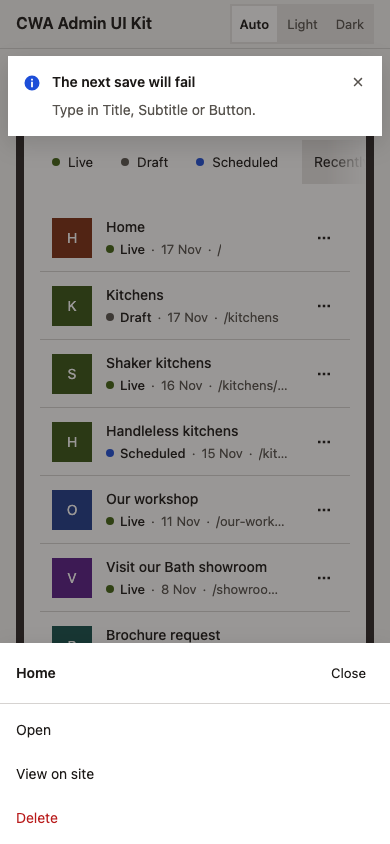 CWA Admin UI Kit
Auto Light Dark
The next save will fail
Type in Title, Subtitle or Button.
Live Draft Scheduled
H Home
Live · 17 Nov · /
K Kitchens
Draft · 17 Nov · /kitchens
S Shaker kitchens
Live · 16 Nov · /kitchens/...
H Handleless kitchens
Scheduled · 15 Nov · /kit...
O Our workshop
Live · 11 Nov · /our-work...
V Visit our Bath showroom
Live · 8 Nov · /showroo...
Brochure request
Home Close
Open
View on site
Delete